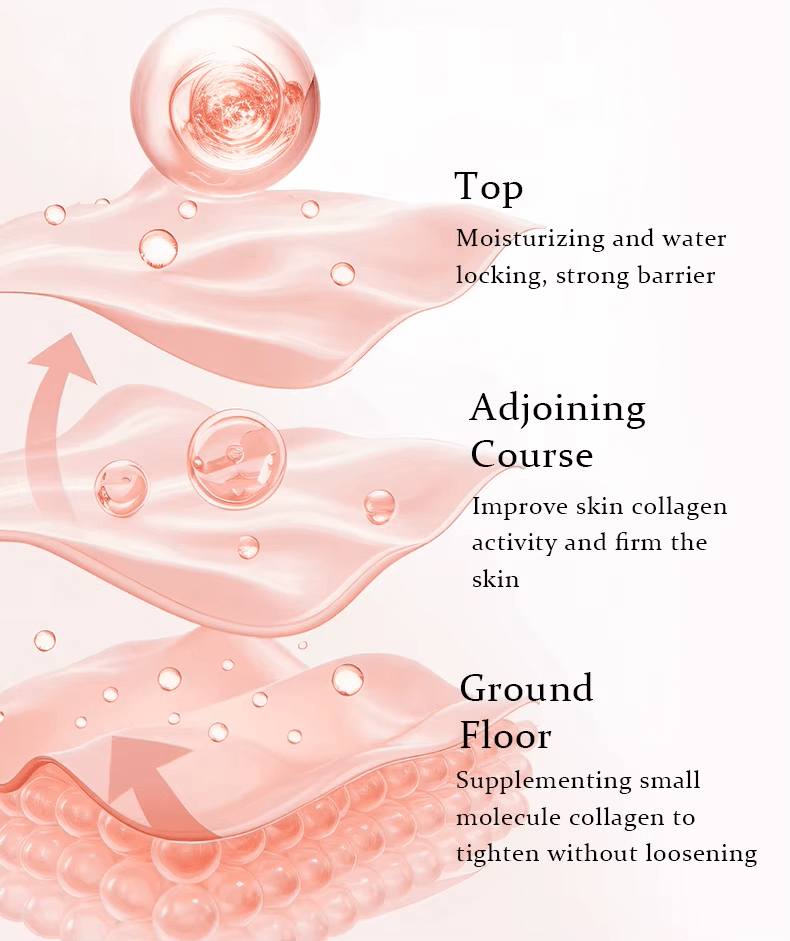 Top
Moisturizing and water
locking, strong barrier
Adjoining
Course
Improve skin collagen
activity and firm the
skin
Ground
Floor
Supplementing small
molecule collagen to
tighten without loosening